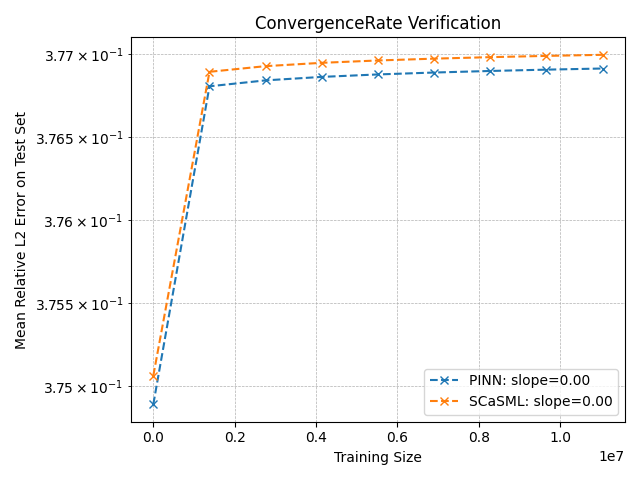 ConvergenceRate Verification
Mean Relative L2 Error on Test Set
3.77 × 10⁻¹
3.765 × 10⁻¹
3.76 × 10⁻¹
3.755 × 10⁻¹
3.75 × 10⁻¹
PINN: slope=0.00
SCaSML: slope=0.00
0.0 0.2 0.4 0.6 0.8 1.0
1e7
Training Size